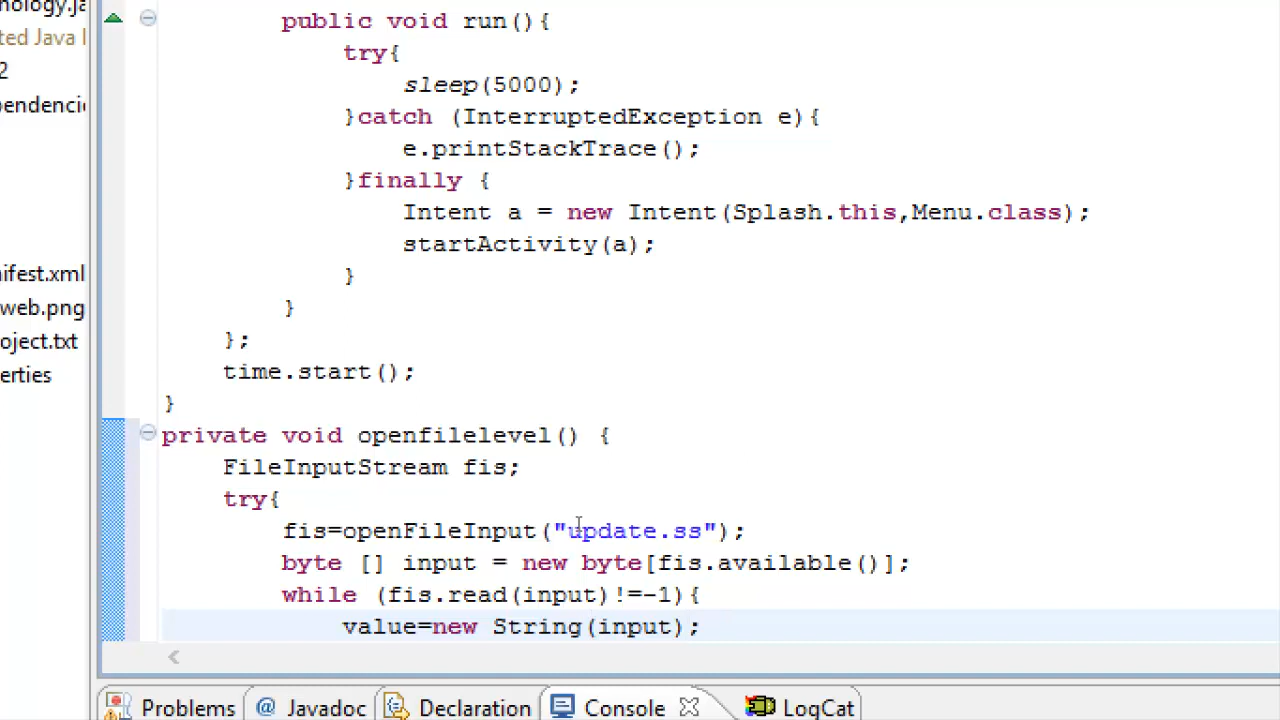 nology.ja
ted Java l
2
pendencie
nifest.xml
web.png
oject.txt
erties
public void run(){
try{
sleep(5000);
}catch (InterruptedException e){
e.printStackTrace();
}finally {
Intent a = new Intent(Splash.this,Menu.class);
startActivity(a);
}
}
};
time.start();
}
private void openfilelevel() {
FileInputStream fis;
try{
fis=openFileInput("update.ss");
byte [] input = new byte[fis.available()];
while (fis.read(input)!=-1){
value=new String(input);
Problems @ Javadoc Declaration Console LogCat